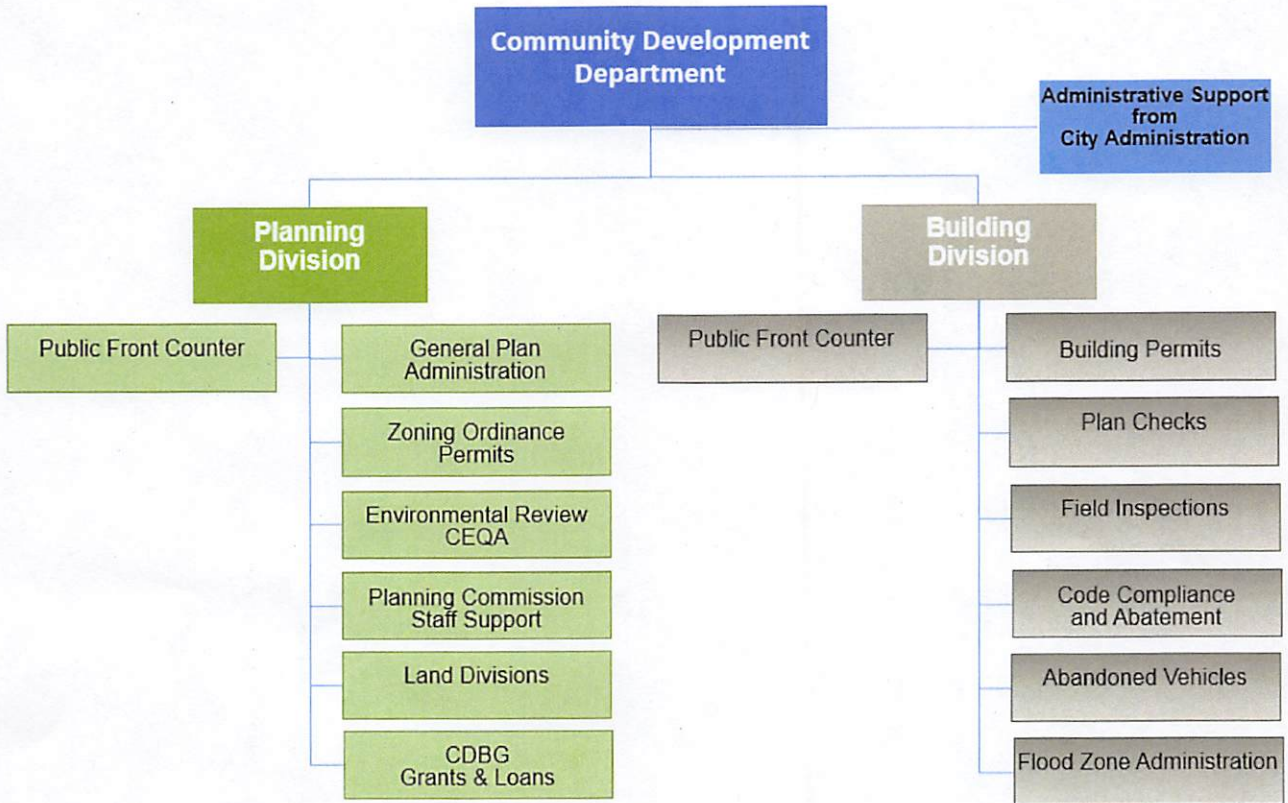 Community Development
Department
Administrative Support
from
City Administration
Planning
Division
Public Front Counter
General Plan
Administration
Zoning Ordinance
Permits
Environmental Review
CEQA
Planning Commission
Staff Support
Land Divisions
CDBG
Grants & Loans
Building
Division
Public Front Counter
Building Permits
Plan Checks
Field Inspections
Code Compliance
and Abatement
Abandoned Vehicles
Flood Zone Administration